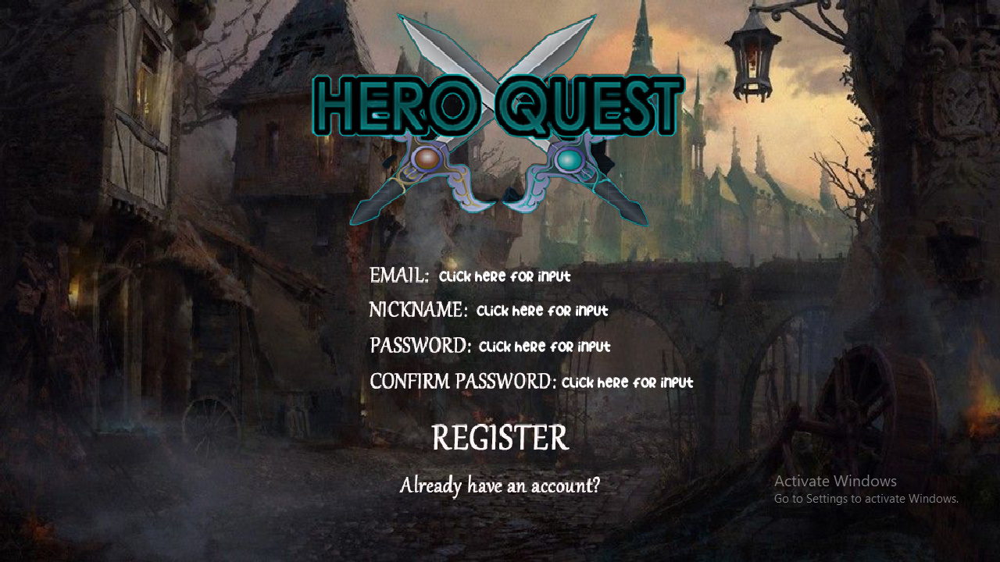 HERO QUEST
EMAIL: click here for input
NICKNAME: click here for input
PASSWORD: click here for input
CONFIRM PASSWORD: click here for input
REGISTER
Already have an account?
Activate Windows
Go to Settings to activate Windows.